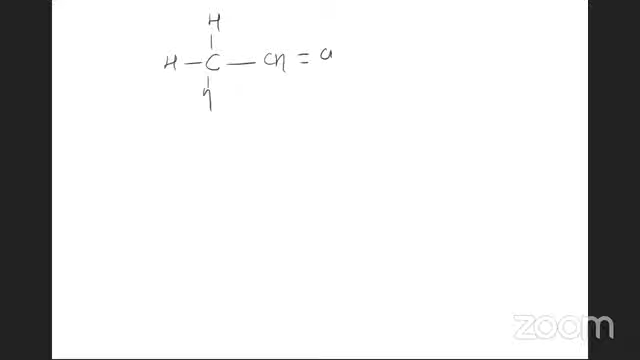 H
H – C — CH =
H
zoom